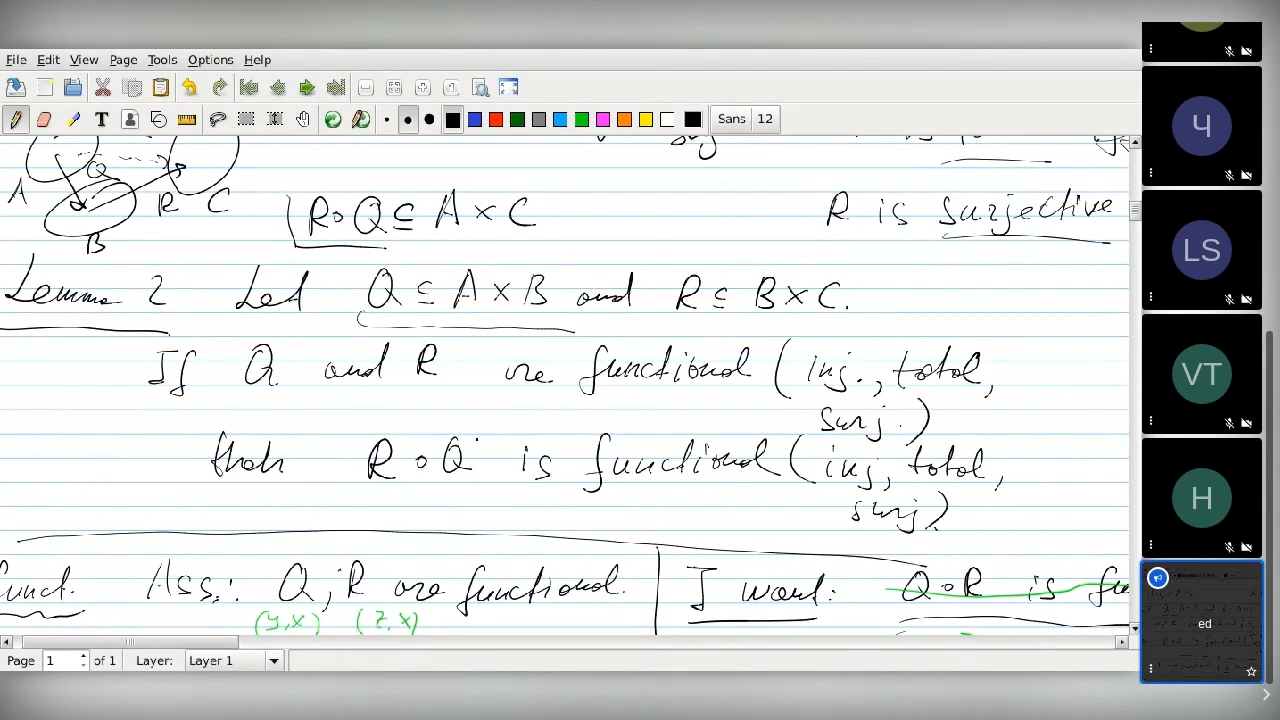 File Edit View Page Tools Options Help
Sans 12
Q
A R C
B
R∘Q ⊆ A × C
R is surjective
Lemma 2 Let Q ⊆ A × B and R ⊆ B × C.
If Q and R are functional (inj., total,
surj.)
then R∘Q is functional (inj, total,
surj)
funct. Ass.: Q, R are functional.
I want: Q∘R is fu
(y,x) (z,x)
Page 1 of 1 Layer: Layer 1
Ч
LS
VT
H
ed